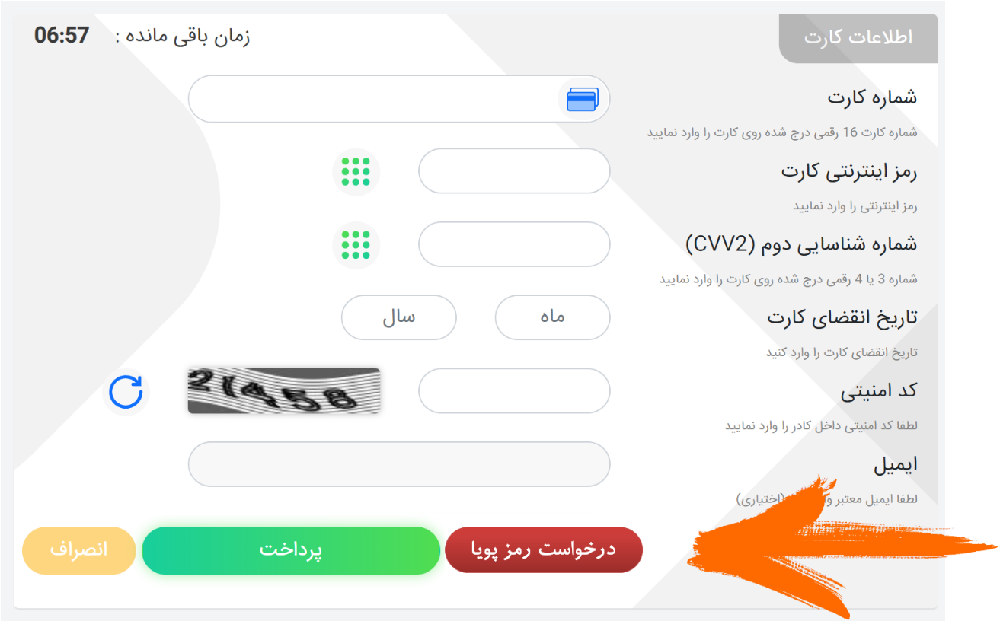 اطلاعات کارت
زمان باقی مانده : 06:57
شماره کارت
شماره کارت 16 رقمی درج شده روی کارت را وارد نمایید
رمز اینترنتی کارت
رمز اینترنتی را وارد نمایید
شماره شناسایی دوم (CVV2)
شماره 3 یا 4 رقمی درج شده روی کارت را وارد نمایید
تاریخ انقضای کارت
ماه
سال
تاریخ انقضای کارت را وارد کنید
کد امنیتی
لطفا کد امنیتی داخل کادر را وارد نمایید
ایمیل
لطفا ایمیل معتبر (اختیاری)
درخواست رمز پویا
پرداخت
انصراف